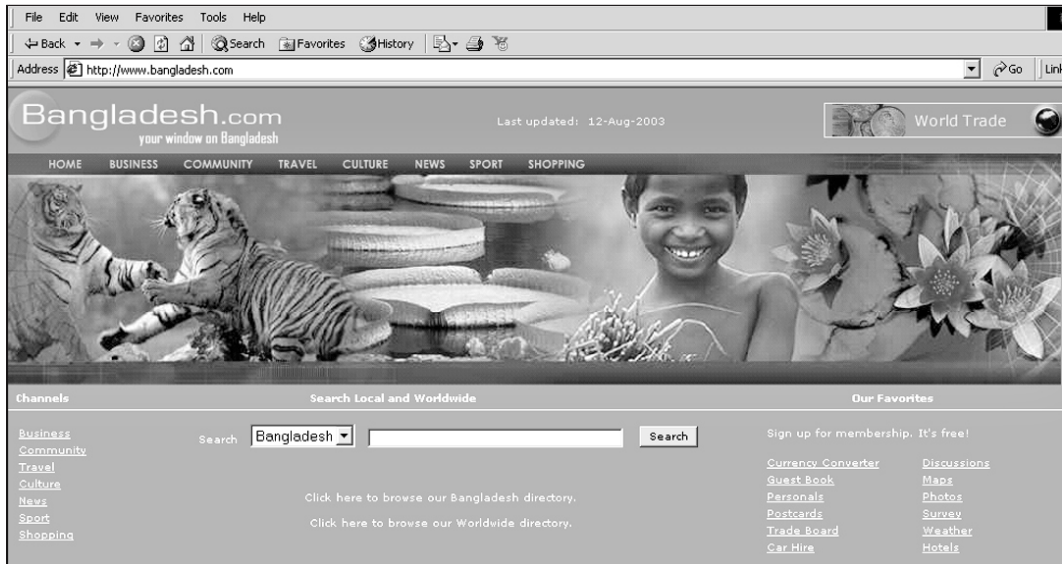 File Edit View Favorites Tools Help
Back Search Favorites History
Address http://www.bangladesh.com Go Link
Bangladesh.com
your window on Bangladesh
Last updated: 12-Aug-2003
World Trade
HOME BUSINESS COMMUNITY TRAVEL CULTURE NEWS SPORT SHOPPING
Channels Search Local and Worldwide Our Favorites
Business
Community
Travel
Culture
News
Sport
Shopping
Search Bangladesh Search
Click here to browse our Bangladesh directory.
Click here to browse our Worldwide directory.
Sign up for membership. It's free!
Currency Converter Discussions
Guest Book Maps
Personals Photos
Postcards Survey
Trade Board Weather
Car Hire Hotels